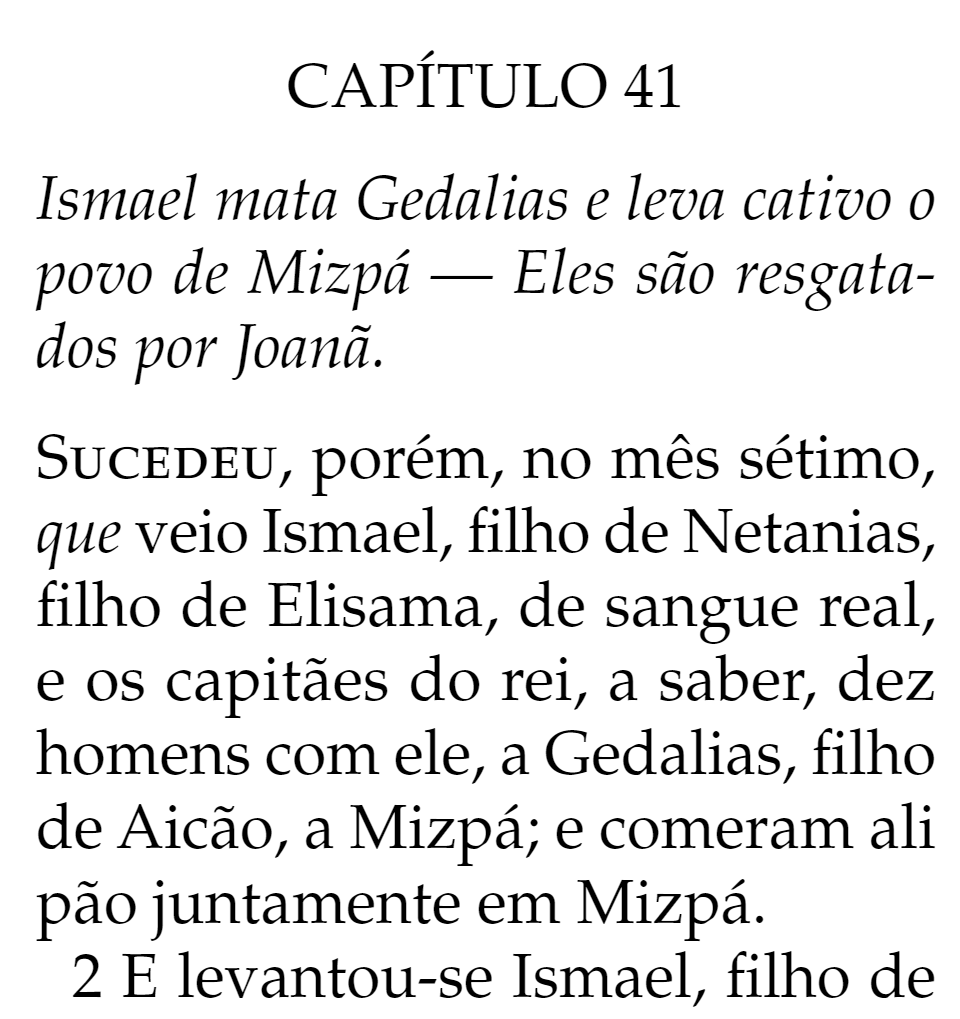 CAPÍTULO 41
Ismael mata Gedalias e leva cativo o
povo de Mizpá — Eles são resgata-
dos por Joanã.
Sucedeu, porém, no mês sétimo,
que veio Ismael, filho de Netanias,
filho de Elisama, de sangue real,
e os capitães do rei, a saber, dez
homens com ele, a Gedalias, filho
de Aicão, a Mizpá; e comeram ali
pão juntamente em Mizpá.
2 E levantou-se Ismael, filho de